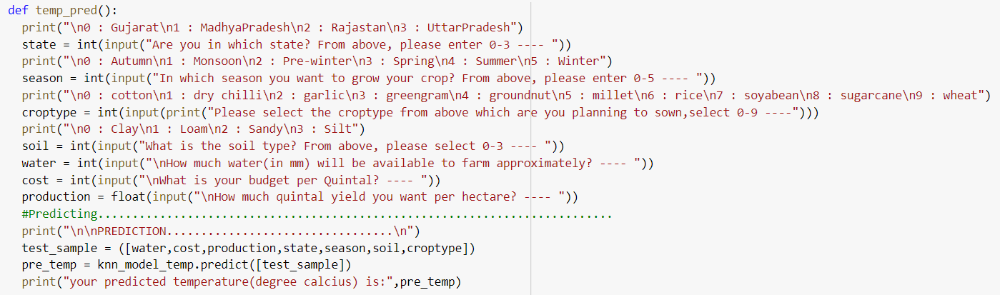 def temp_pred():
  print("\n0 : Gujarat\n1 : MadhyaPradesh\n2 : Rajastan\n3 : UttarPradesh")
  state = int(input("Are you in which state? From above, please enter 0-3 ---- "))
  print("\n0 : Autumn\n1 : Monsoon\n2 : Pre-winter\n3 : Spring\n4 : Summer\n5 : Winter")
  season = int(input("In which season you want to grow your crop? From above, please enter 0-5 ---- "))
  print("\n0 : cotton\n1 : dry chilli\n2 : garlic\n3 : greengram\n4 : groundnut\n5 : millet\n6 : rice\n7 : soyabean\n8 : sugarcane\n9 : wheat")
  croptype = int(input(print("Please select the croptype from above which are you planning to sown,select 0-9 ----")))
  print("\n0 : Clay\n1 : Loam\n2 : Sandy\n3 : Silt")
  soil = int(input("What is the soil type? From above, please select 0-3 ---- "))
  water = int(input("\nHow much water(in mm) will be available to farm approximately? ---- "))
  cost = int(input("\nWhat is your budget per Quintal? ---- "))
  production = float(input("\nHow much quintal yield you want per hectare? ---- "))
  #Predicting...........................................................................
  print("\n\nPREDICTION.................................\n")
  test_sample = ([water,cost,production,state,season,soil,croptype])
  pre_temp = knn_model_temp.predict([test_sample])
  print("your predicted temperature(degree calcius) is:",pre_temp)